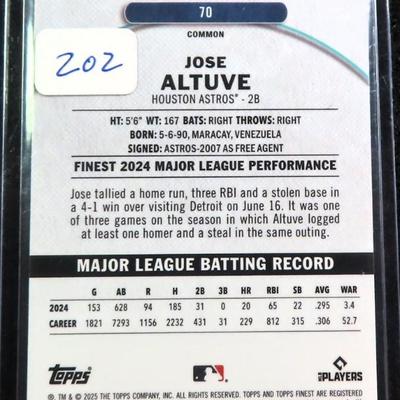 70
COMMON
202
JOSE
ALTUVE
HOUSTON ASTROS® - 2B
HT: 5'6" WT: 167 BATS: RIGHT THROWS: RIGHT
BORN: 5-6-90, MARACAY, VENEZUELA
SIGNED: ASTROS-2007 AS FREE AGENT
FINEST 2024 MAJOR LEAGUE PERFORMANCE
Jose tallied a home run, three RBI and a stolen base in
a 4-1 win over visiting Detroit on June 16. It was one
of three games on the season in which Altuve logged
at least one homer and a steal in the same outing.
MAJOR LEAGUE BATTING RECORD
G AB R H 2B 3B HR RBI SB AVG WAR
2024 153 628 94 185 31 0 20 65 22 .295 3.4
CAREER 1821 7293 1156 2232 431 31 229 811 315 .306 52.7
Topps PLAYERS
® & © 2025 THE TOPPS COMPANY, INC. ALL RIGHTS RESERVED. TOPPS AND TOPPS FINEST ARE REGISTERED